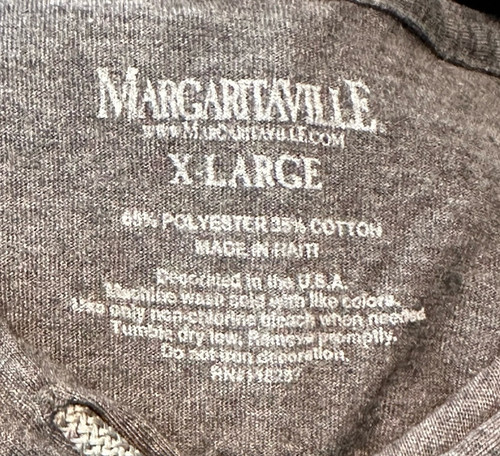 MARGARITAVILLE
WWW.MARGARITAVILLE.COM
X-LARGE
65% POLYESTER 35% COTTON
MADE IN HAITI
Decorated in the U.S.A.
Machine wash cold with like colors.
Use only non-chlorine bleach when needed
Tumble dry low. Remove promptly.
Do not iron decoration.